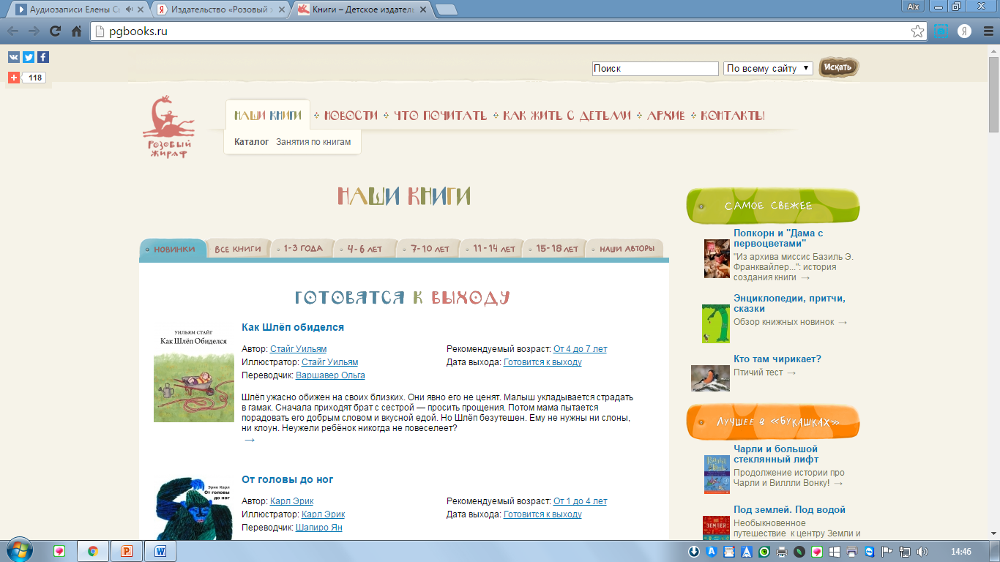 Аудиозаписи Елены Съ
Издательство «Розовый ж
Книги – Детское издатель
Alx
pgbooks.ru
118
Поиск
По всему сайту
Искать
Розовый
жираф
наши книги
новости
что почитать
как жить с детьми
архив
контакты
Каталог Занятия по книгам
наши книги
новинки
все книги
1-3 года
4-6 лет
7-10 лет
11-14 лет
15-18 лет
наши авторы
готовятся к выходу
УИЛЬЯМ СТАЙГ
Как Шлёп Обиделся
Как Шлёп обиделся
Автор: Стайг Уильям
Иллюстратор: Стайг Уильям
Переводчик: Варшавер Ольга
Рекомендуемый возраст: От 4 до 7 лет
Дата выхода: Готовится к выходу
Шлёп ужасно обижен на своих близких. Они явно его не ценят. Малыш укладывается страдать
в гамак. Сначала приходят брат с сестрой — просить прощения. Потом мама пытается
порадовать его добрым словом и вкусной едой. Но Шлёп безутешен. Ему не нужны ни слоны,
ни клоун. Неужели ребёнок никогда не повеселеет?
→
Эрик Карл
От головы
до ног
От головы до ног
Автор: Карл Эрик
Иллюстратор: Карл Эрик
Переводчик: Шапиро Ян
Рекомендуемый возраст: От 1 до 4 лет
Дата выхода: Готовится к выходу
самое свежее
Попкорн и "Дама с
первоцветами"
"Из архива миссис Базиль Э.
Франквайлер...": история
создания книги →
Энциклопедии, притчи,
сказки
Обзор книжных новинок →
Кто там чирикает?
Птичий тест →
Лучшее в «Букашках»
Чарли и большой
стеклянный лифт
Продолжение истории про
Чарли и Виллли Вонку! →
Под землей. Под водой
Необыкновенное
путешествие к центру Земли и
14:46